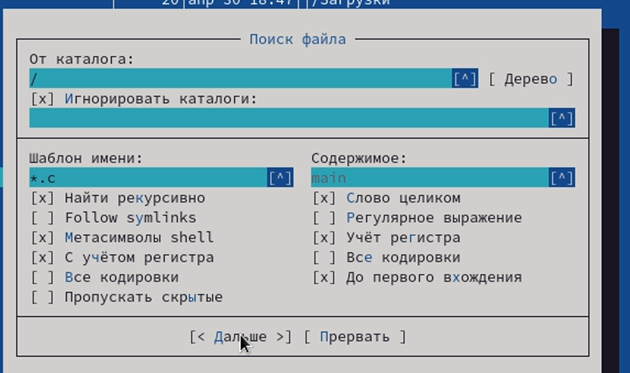 20|апр 30 18:47||/Загрузки
Поиск файла
От каталога:
/ [^] [ Дерево ]
[x] Игнорировать каталоги:
[^]
Шаблон имени: Содержимое:
*.c [^] main [^]
[x] Найти рекурсивно [x] Слово целиком
[ ] Follow symlinks [ ] Регулярное выражение
[x] Метасимволы shell [x] Учёт регистра
[x] С учётом регистра [ ] Все кодировки
[ ] Все кодировки [x] До первого вхождения
[ ] Пропускать скрытые
[< Дальше >] [ Прервать ]